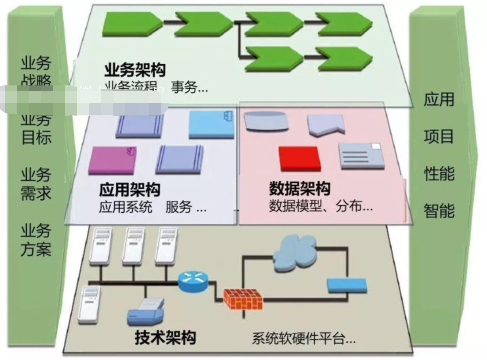 业务
战略
业务
目标
业务
需求
业务
方案
业务架构
业务流程、事务...
应用架构
应用系统 服务 ...
数据架构
数据模型、分布...
技术架构
系统软硬件平台...
应用
项目
性能
智能